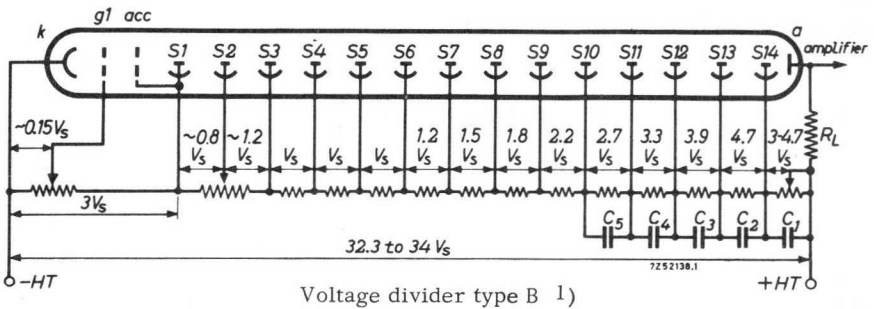 g1 acc
k
S1 S2 S3 S4 S5 S6 S7 S8 S9 S10 S11 S12 S13 S14
a
amplifier
~0.15Vs
~0.8 Vs
~1.2 Vs
Vs
Vs
Vs
1.2 Vs
1.5 Vs
1.8 Vs
2.2 Vs
2.7 Vs
3.3 Vs
3.9 Vs
4.7 Vs
3-4.7 Vs
RL
3Vs
C5 C4 C3 C2 C1
32.3 to 34 Vs
7Z52138.1
-HT
+HT
Voltage divider type B 1)